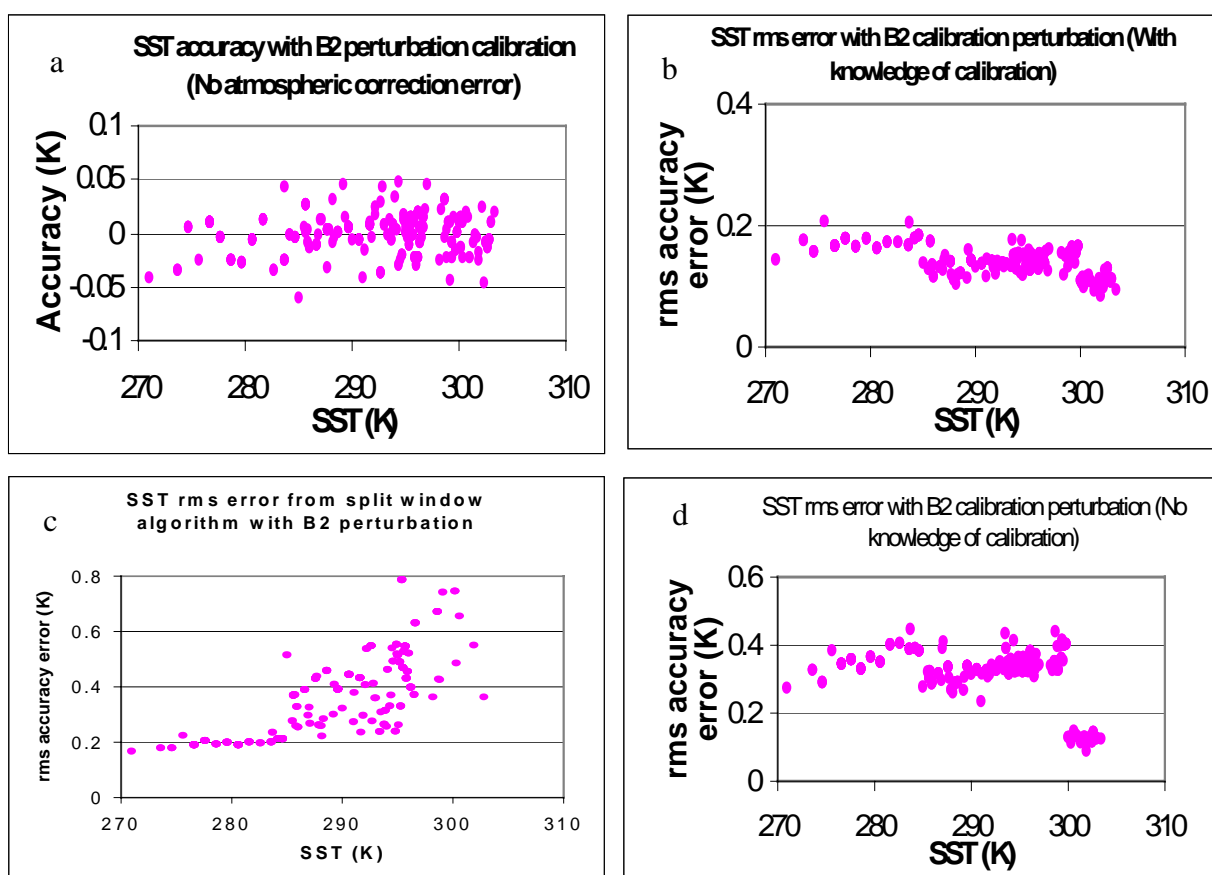 a
SST accuracy with B2 perturbation calibration
(No atmospheric correction error)
Accuracy (K)
0.1
0.05
0
-0.05
-0.1
270 280 290 300 310
SST (K)
b
SST rms error with B2 calibration perturbation (With
knowledge of calibration)
rms accuracy
error (K)
0.4
0.2
0
270 280 290 300 310
SST (K)
c
SST rms error from split window
algorithm with B2 perturbation
rms accuracy error (K)
0.8
0.6
0.4
0.2
0
270 280 290 300 310
SST (K)
d
SST rms error with B2 calibration perturbation (No
knowledge of calibration)
rms accuracy
error (K)
0.6
0.4
0.2
0
270 280 290 300 310
SST (K)